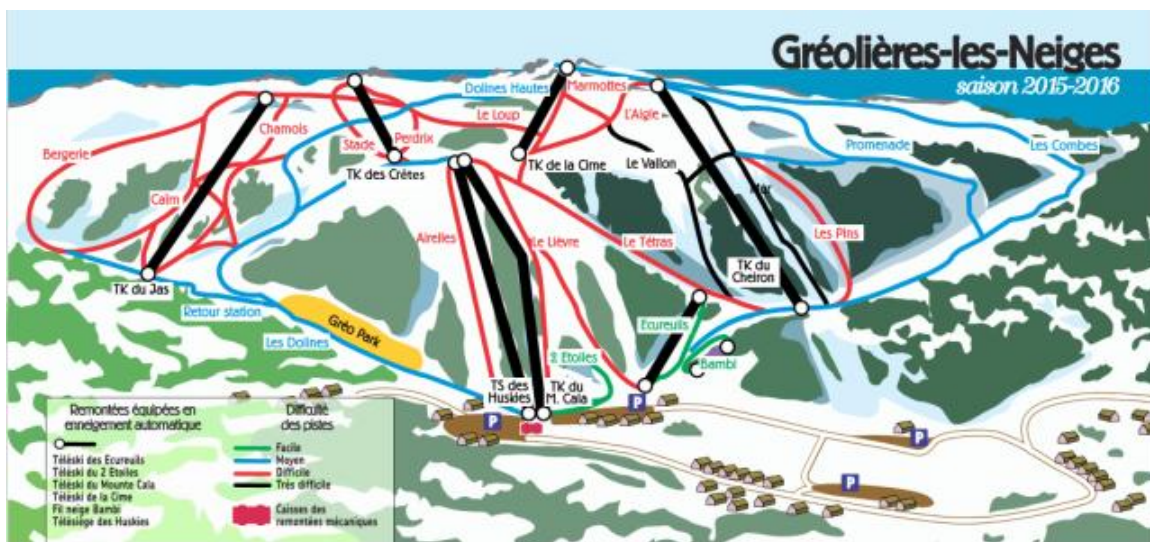 Gréolières-les-Neiges
saison 2015-2016
Dolines Hautes
Marmottes
Chamois
Le Loup
L'Aigle
Bergerie
Stade
Perdrix
Promenade
Les Combes
TK des Crêtes
TK de la Cime
Le Vallon
Mur
Calm
Airelles
Le Lièvre
Le Tétras
Les Pins
TK du Jas
TK du
Cheiron
Retour station
Gréo Park
Ecureuils
Les Dolines
2 Etoiles
Bambi
TS des
Huskies
TK du
M. Cala
P
P
P
P
Remontées équipées en
enneigement automatique
Téléski des Ecureuils
Téléski du 2 Etoiles
Téléski du Mounte Cala
Téléski de la Cime
Fil neige Bambi
Télésiège des Huskies
Difficulté
des pistes
Facile
Moyen
Difficile
Très difficile
Caisses des
remontées mécaniques